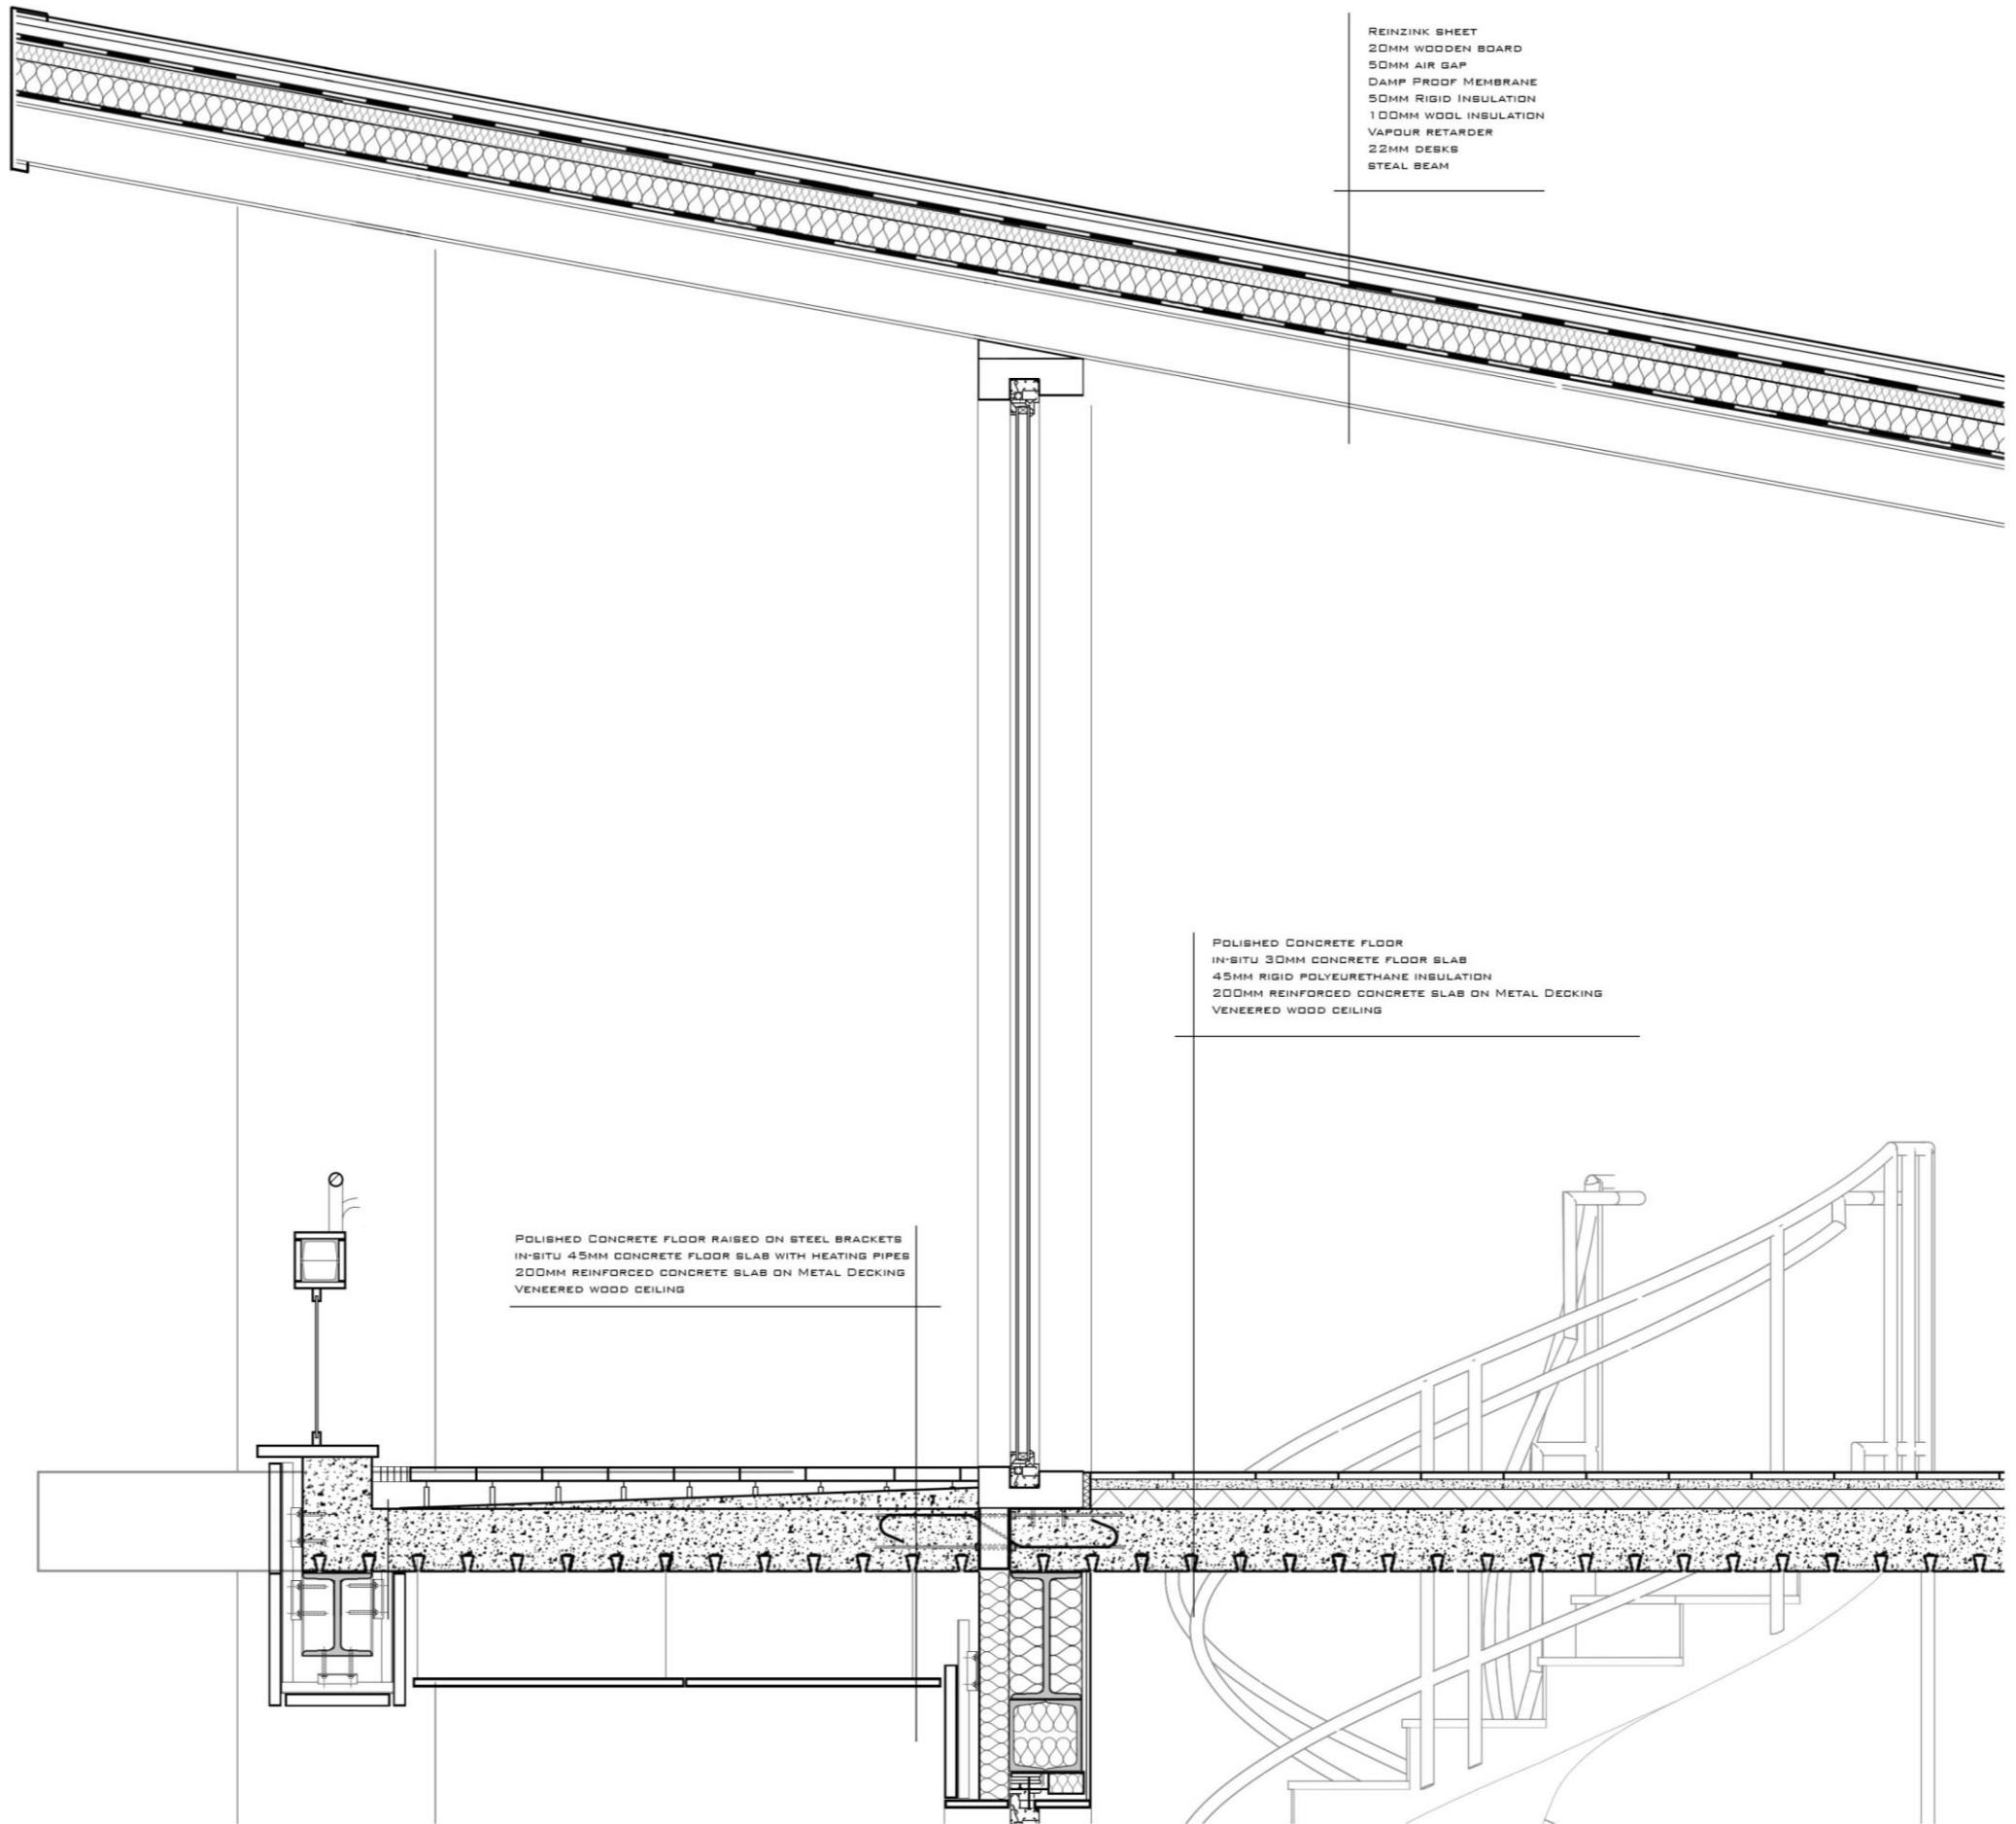 REINZINK SHEET
20MM WOODEN BOARD
50MM AIR GAP
DAMP PROOF MEMBRANE
50MM RIGID INSULATION
100MM WOOL INSULATION
VAPOUR RETARDER
22MM DESKS
STEAL BEAM
POLISHED CONCRETE FLOOR
IN-SITU 30MM CONCRETE FLOOR SLAB
45MM RIGID POLYEURETHANE INSULATION
200MM REINFORCED CONCRETE SLAB ON METAL DECKING
VENEERED WOOD CEILING
POLISHED CONCRETE FLOOR RAISED ON STEEL BRACKETS
IN-SITU 45MM CONCRETE FLOOR SLAB WITH HEATING PIPES
200MM REINFORCED CONCRETE SLAB ON METAL DECKING
VENEERED WOOD CEILING